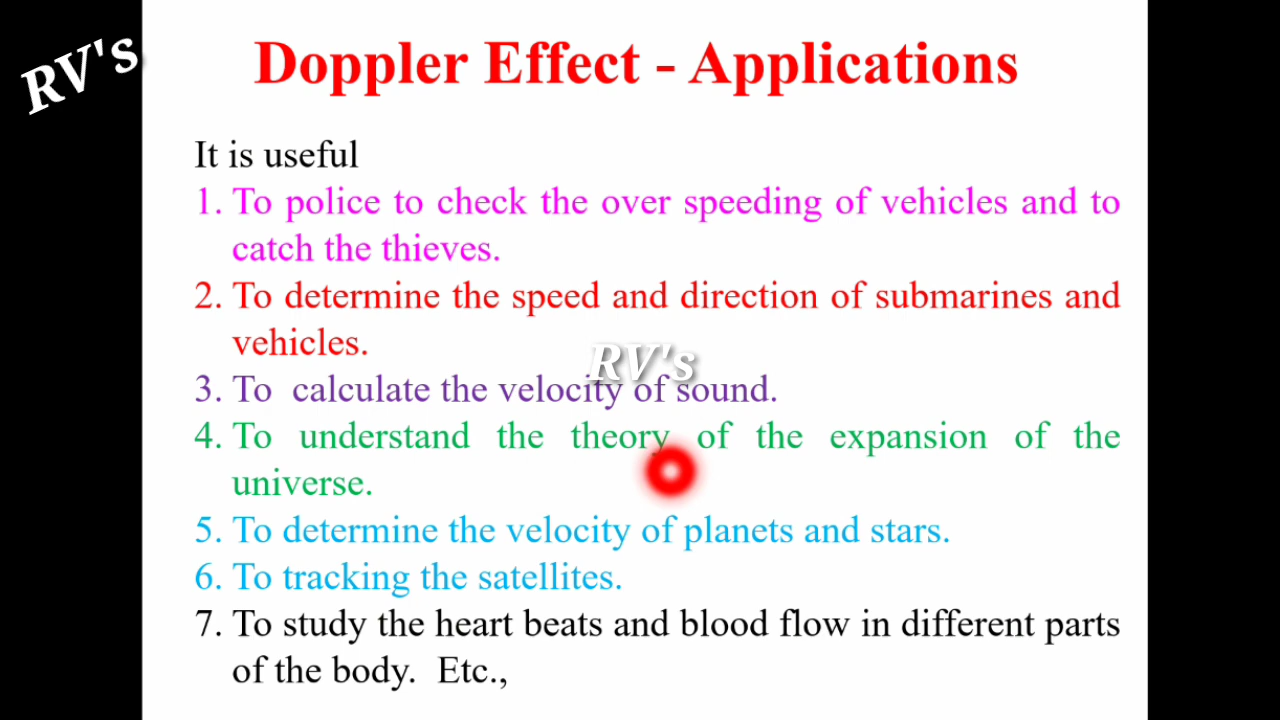 RV's
Doppler Effect - Applications
It is useful
1. To police to check the over speeding of vehicles and to
catch the thieves.
2. To determine the speed and direction of submarines and
vehicles.
RV's
3. To calculate the velocity of sound.
4. To understand the theory of the expansion of the
universe.
5. To determine the velocity of planets and stars.
6. To tracking the satellites.
7. To study the heart beats and blood flow in different parts
of the body. Etc.,